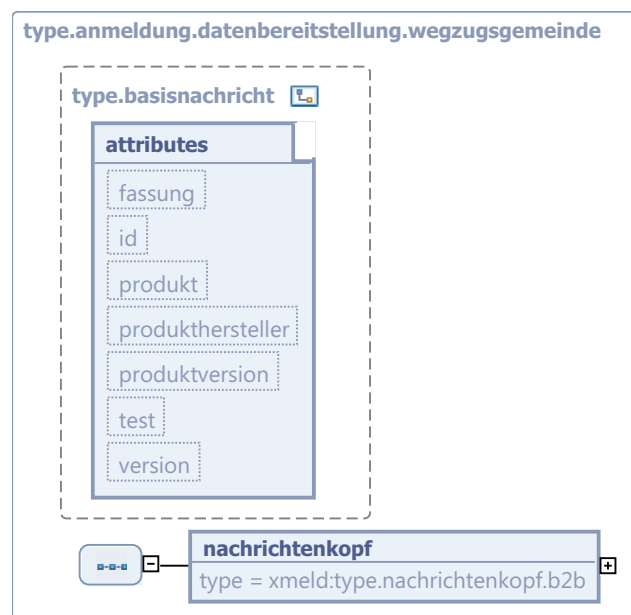 type.anmeldung.datenbereitstellung.wegzugsgemeinde
type.basisnachricht
attributes
fassung
id
produkt
produkthersteller
produktversion
test
version
nachrichtenkopf
type = xmeld:type.nachrichtenkopf.b2b